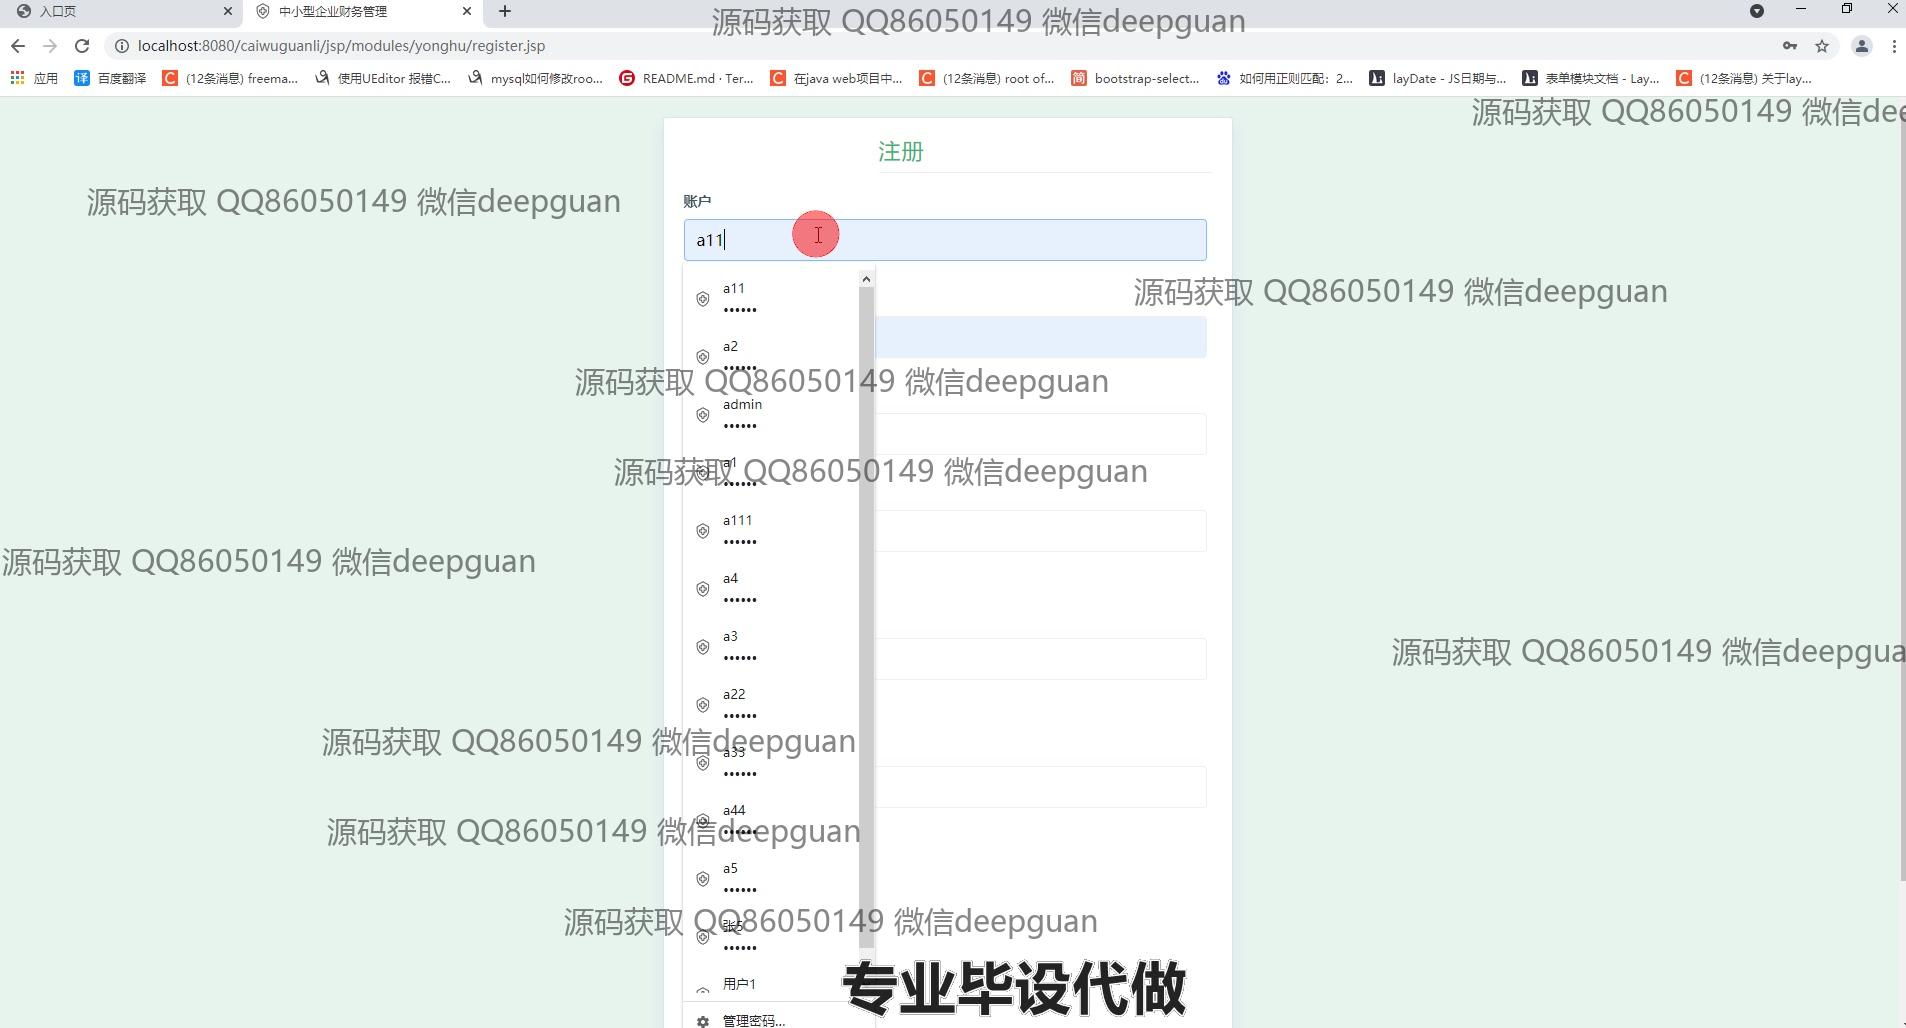 入口页
中小型企业财务管理
源码获取 QQ86050149 微信deepguan
localhost:8080/caiwuguanli/jsp/modules/yonghu/register.jsp
应用
百度翻译
(12条消息) freema...
使用UEditor 报错C...
mysql如何修改roo...
README.md · Ter...
在java web项目中...
(12条消息) root of...
bootstrap-select...
如何用正则匹配：2...
layDate - JS日期与...
表单模块文档 - Lay...
(12条消息) 关于lay...
源码获取 QQ86050149 微信dee
注册
源码获取 QQ86050149 微信deepguan
账户
a11
a11
••••••
源码获取 QQ86050149 微信deepguan
a2
••••••
源码获取 QQ86050149 微信deepguan
admin
••••••
a1
••••••
源码获取 QQ86050149 微信deepguan
a111
••••••
源码获取 QQ86050149 微信deepguan
a4
••••••
a3
••••••
源码获取 QQ86050149 微信deepgua
a22
••••••
源码获取 QQ86050149 微信deepguan
a33
••••••
a44
••••••
源码获取 QQ86050149 微信deepguan
a5
••••••
源码获取 QQ86050149 微信deepguan
张5
••••••
用户1
专业毕设代做
管理密码...